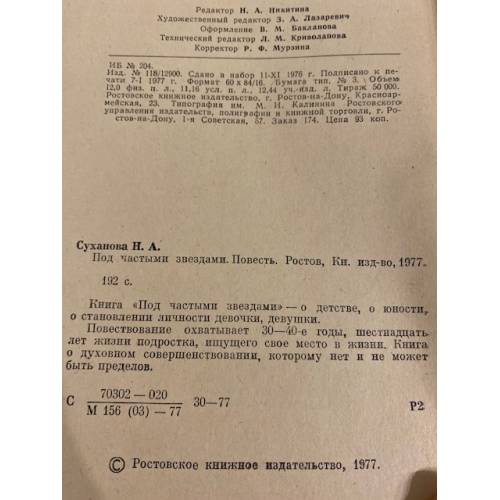 Редактор Н. А. Никитина
Художественный редактор З. А. Лазаревич
Оформление В. М. Бакланова
Технический редактор Л. М. Криволапова
Корректор Р. Ф. Мурзина
ИБ № 204.
Изд. № 118/12900. Сдано в набор 11-XI 1976 г. Подписано к пе-
чати 7-I 1977 г. Формат 60 х 84/16. Бумага тип. № 3. Объем
12,0 физ. п. л., 11,16 усл. п. л., 12,44 уч.-изд. л. Тираж 50 000.
Ростовское книжное издательство, г. Ростов-на-Дону, Красноар-
мейская, 23. Типография им. М. И. Калинина Ростовского
управления издательств, полиграфии и книжной торговли, г. Ро-
стов-на-Дону, 1-я Советская, 57. Заказ 174. Цена 93 коп.
Суханова Н. А.
Под частыми звездами. Повесть. Ростов, Кн. изд-во, 1977.
192 с.
Книга «Под частыми звездами» — о детстве, о юности,
о становлении личности девочки, девушки.
Повествование охватывает 30—40-е годы, шестнадцать
лет жизни подростка, ищущего свое место в жизни. Книга
о духовном совершенствовании, которому нет и не может
быть пределов.
70302 — 020
С М 156 (03) — 77 30—77 Р2
© Ростовское книжное издательство, 1977.